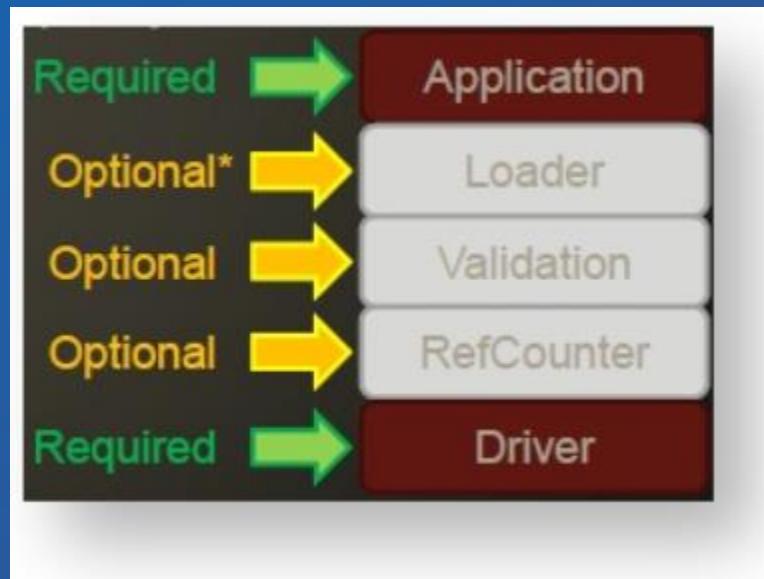 Required Application
Optional* Loader
Optional Validation
Optional RefCounter
Required Driver